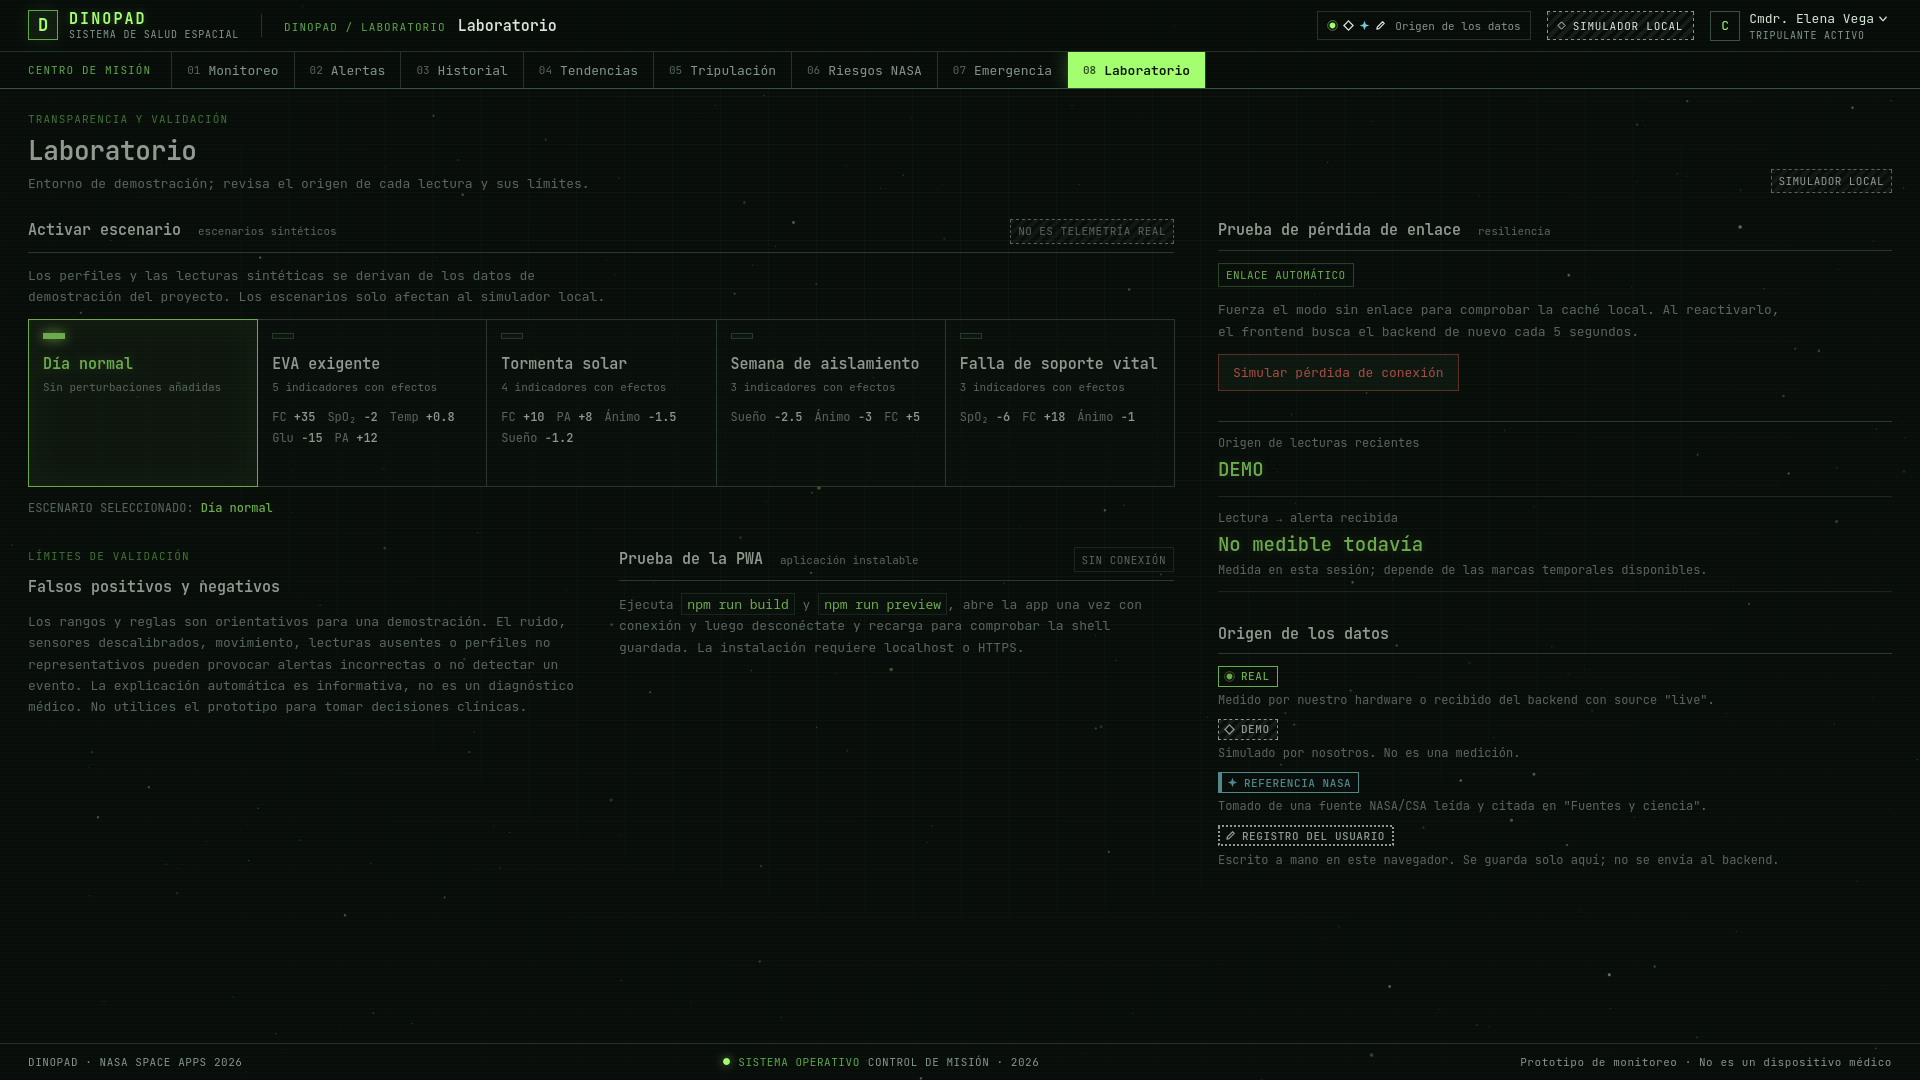 D
DINOPAD
SISTEMA DE SALUD ESPACIAL
DINOPAD / LABORATORIO Laboratorio
Origen de los datos
SIMULADOR LOCAL
C
Cmdr. Elena Vega
TRIPULANTE ACTIVO
CENTRO DE MISIÓN
01 Monitoreo
02 Alertas
03 Historial
04 Tendencias
05 Tripulación
06 Riesgos NASA
07 Emergencia
08 Laboratorio
TRANSPARENCIA Y VALIDACIÓN
Laboratorio
Entorno de demostración; revisa el origen de cada lectura y sus límites.
SIMULADOR LOCAL
Activar escenario escenarios sintéticos
NO ES TELEMETRÍA REAL
Los perfiles y las lecturas sintéticas se derivan de los datos de
demostración del proyecto. Los escenarios solo afectan al simulador local.
Día normal
Sin perturbaciones añadidas
EVA exigente
5 indicadores con efectos
FC +35 SpO₂ -2 Temp +0.8
Glu -15 PA +12
Tormenta solar
4 indicadores con efectos
FC +10 PA +8 Ánimo -1.5
Sueño -1.2
Semana de aislamiento
3 indicadores con efectos
Sueño -2.5 Ánimo -3 FC +5
Falla de soporte vital
3 indicadores con efectos
SpO₂ -6 FC +18 Ánimo -1
ESCENARIO SELECCIONADO: Día normal
LÍMITES DE VALIDACIÓN
Falsos positivos y negativos
Los rangos y reglas son orientativos para una demostración. El ruido,
sensores descalibrados, movimiento, lecturas ausentes o perfiles no
representativos pueden provocar alertas incorrectas o no detectar un
evento. La explicación automática es informativa, no es un diagnóstico
médico. No utilices el prototipo para tomar decisiones clínicas.
Prueba de la PWA aplicación instalable
SIN CONEXIÓN
Ejecuta npm run build y npm run preview, abre la app una vez con
conexión y luego desconéctate y recarga para comprobar la shell
guardada. La instalación requiere localhost o HTTPS.
Prueba de pérdida de enlace resiliencia
ENLACE AUTOMÁTICO
Fuerza el modo sin enlace para comprobar la caché local. Al reactivarlo,
el frontend busca el backend de nuevo cada 5 segundos.
Simular pérdida de conexión
Origen de lecturas recientes
DEMO
Lectura → alerta recibida
No medible todavía
Medida en esta sesión; depende de las marcas temporales disponibles.
Origen de los datos
REAL
Medido por nuestro hardware o recibido del backend con source "live".
DEMO
Simulado por nosotros. No es una medición.
REFERENCIA NASA
Tomado de una fuente NASA/CSA leída y citada en "Fuentes y ciencia".
REGISTRO DEL USUARIO
Escrito a mano en este navegador. Se guarda solo aquí; no se envía al backend.
DINOPAD · NASA SPACE APPS 2026
SISTEMA OPERATIVO CONTROL DE MISIÓN · 2026
Prototipo de monitoreo · No es un dispositivo médico